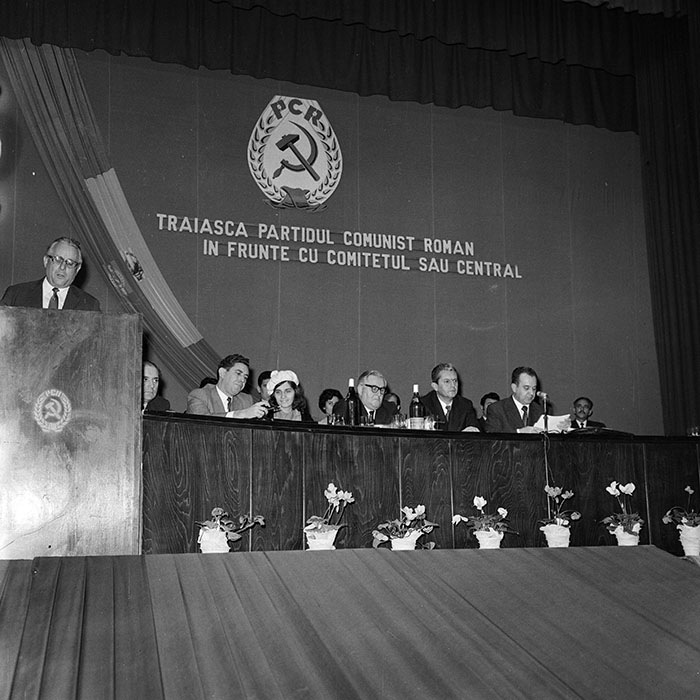 PCR
TRAIASCA PARTIDUL COMUNIST ROMAN
IN FRUNTE CU COMITETUL SAU CENTRAL